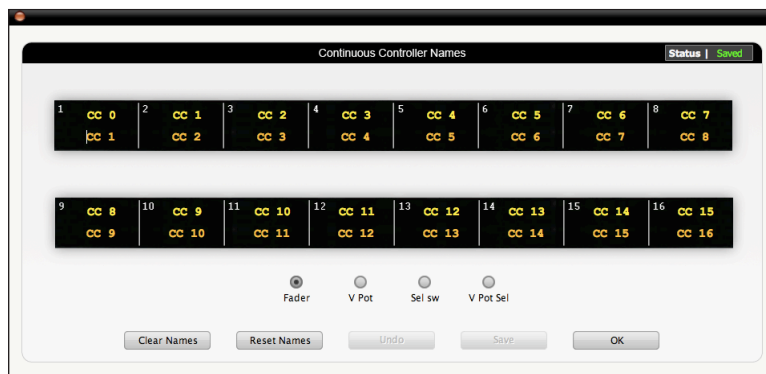 Continuous Controller Names
Status | Saved
1 2 3 4 5 6 7 8
CC 0 CC 1 CC 2 CC 3 CC 4 CC 5 CC 6 CC 7
CC 1 CC 2 CC 3 CC 4 CC 5 CC 6 CC 7 CC 8
9 10 11 12 13 14 15 16
CC 8 CC 9 CC 10 CC 11 CC 12 CC 13 CC 14 CC 15
CC 9 CC 10 CC 11 CC 12 CC 13 CC 14 CC 15 CC 16
Fader V Pot Sel sw V Pot Sel
Clear Names Reset Names Undo Save OK